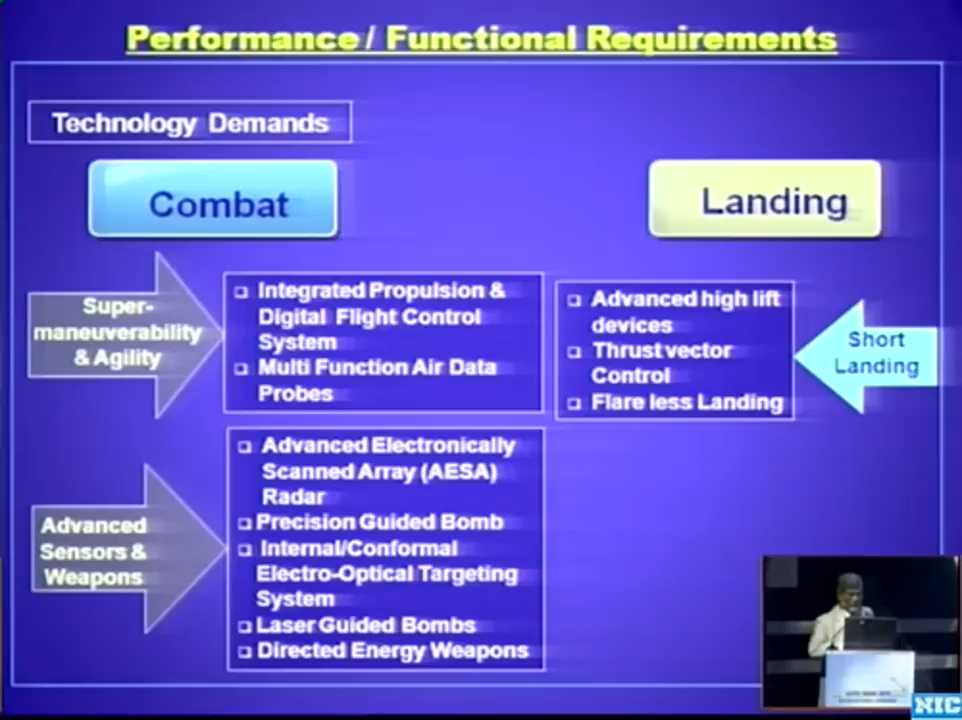 Performance / Functional Requirements
Technology Demands
Combat
Landing
Super-
maneuverability
& Agility
❑ Integrated Propulsion &
Digital Flight Control
System
❑ Multi Function Air Data
Probes
❑ Advanced high lift
devices
❑ Thrust vector
Control
❑ Flare less Landing
Short
Landing
Advanced
Sensors &
Weapons
❑ Advanced Electronically
Scanned Array (AESA)
Radar
❑ Precision Guided Bomb
❑ Internal/Conformal
Electro-Optical Targeting
System
❑ Laser Guided Bombs
❑ Directed Energy Weapons
NIC